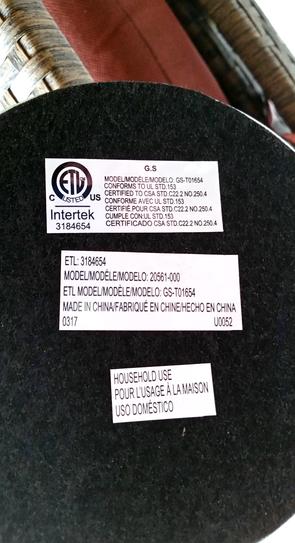 G.S
MODEL/MODÈLE/MODELO: GS-T01654
CONFORMS TO UL STD.153
CERTIFIED TO CSA STD.C22.2 NO.250.4
CONFORME AVEC UL STD.153
CERTIFIÉ POUR CSA STD.C22.2 NO.250.4
CUMPLE CON:UL STD.153
CERTIFICADO CSA STD.C22.2 NO.250.4
ETL
C LISTED US
Intertek
3184654
ETL: 3184654
MODEL/MODÈLE/MODELO: 20561-000
ETL MODEL/MODÈLE/MODELO: GS-T01654
MADE IN CHINA/FABRIQUÉ EN CHINE/HECHO EN CHINA
0317 U0052
HOUSEHOLD USE
POUR L'USAGE À LA MAISON
USO DOMÉSTICO